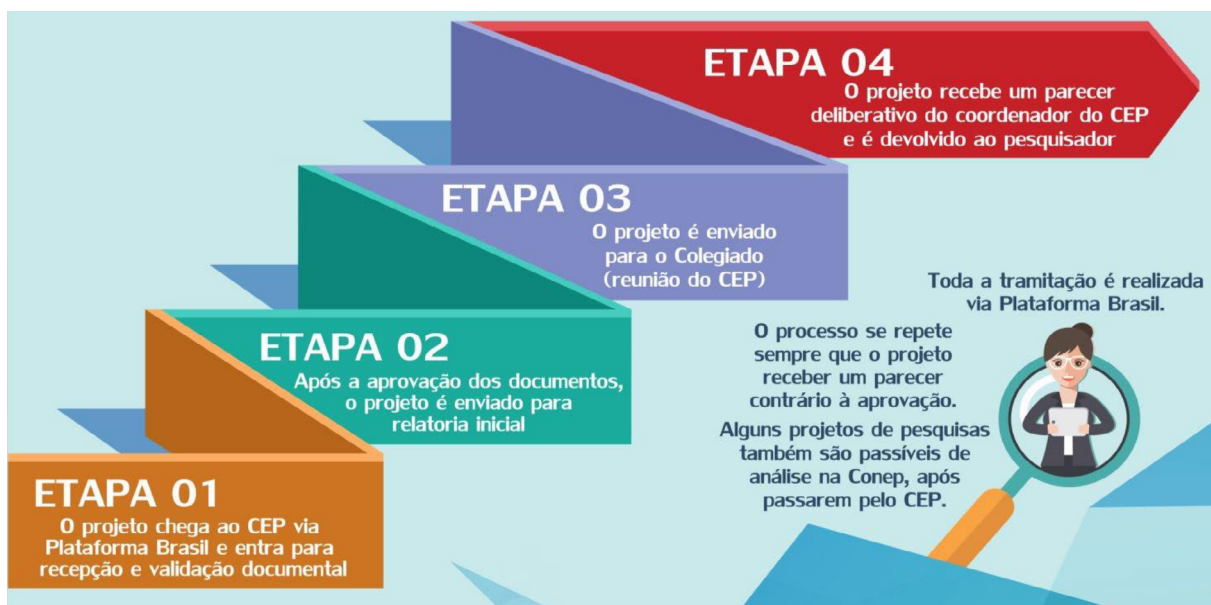 ETAPA 01
O projeto chega ao CEP via
Plataforma Brasil e entra para
recepção e validação documental
ETAPA 02
Após a aprovação dos documentos,
o projeto é enviado para
relatoria inicial
ETAPA 03
O projeto é enviado
para o Colegiado
(reunião do CEP)
ETAPA 04
O projeto recebe um parecer
deliberativo do coordenador do CEP
e é devolvido ao pesquisador
Toda a tramitação é realizada
via Plataforma Brasil.
O processo se repete
sempre que o projeto
receber um parecer
contrário à aprovação.
Alguns projetos de pesquisas
também são passíveis de
análise na Conep, após
passarem pelo CEP.